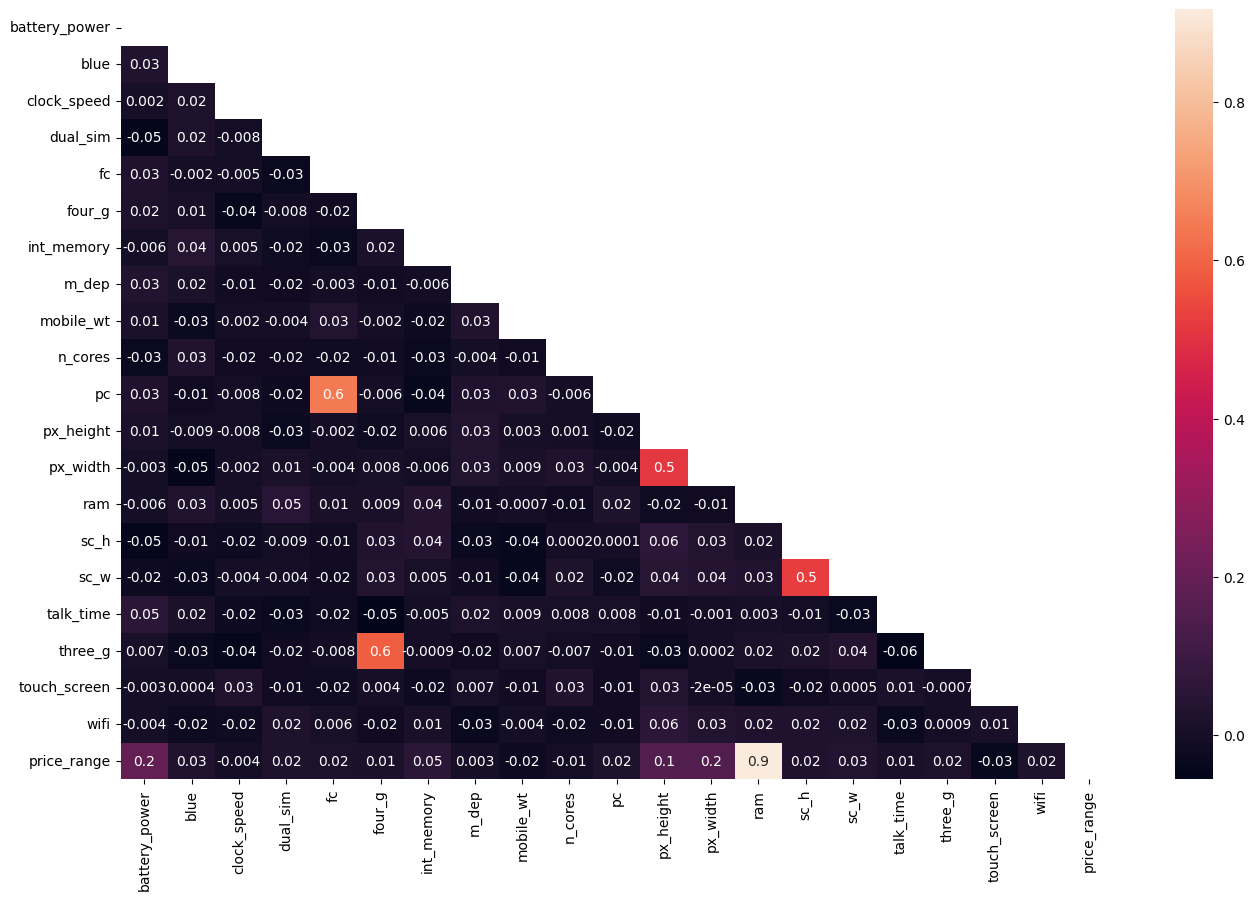 battery_power
blue 0.03
clock_speed 0.002 0.02
dual_sim -0.05 0.02 -0.008
fc 0.03 -0.002 -0.005 -0.03
four_g 0.02 0.01 -0.04 -0.008 -0.02
int_memory -0.006 0.04 0.005 -0.02 -0.03 0.02
m_dep 0.03 0.02 -0.01 -0.02 -0.003 -0.01 -0.006
mobile_wt 0.01 -0.03 -0.002 -0.004 0.03 -0.002 -0.02 0.03
n_cores -0.03 0.03 -0.02 -0.02 -0.02 -0.01 -0.03 -0.004 -0.01
pc 0.03 -0.01 -0.008 -0.02 0.6 -0.006 -0.04 0.03 0.03 -0.006
px_height 0.01 -0.009 -0.008 -0.03 -0.002 -0.02 0.006 0.03 0.003 0.001 -0.02
px_width -0.003 -0.05 -0.002 0.01 -0.004 0.008 -0.006 0.03 0.009 0.03 -0.004 0.5
ram -0.006 0.03 0.005 0.05 0.01 0.009 0.04 -0.01 -0.0007 -0.01 0.02 -0.02 -0.01
sc_h -0.05 -0.01 -0.02 -0.009 -0.01 0.03 0.04 -0.03 -0.04 0.0002 0.0001 0.06 0.03 0.02
sc_w -0.02 -0.03 -0.004 -0.004 -0.02 0.03 0.005 -0.01 -0.04 0.02 -0.02 0.04 0.04 0.03 0.5
talk_time 0.05 0.02 -0.02 -0.03 -0.02 -0.05 -0.005 0.02 0.009 0.008 0.008 -0.01 -0.001 0.003 -0.01 -0.03
three_g 0.007 -0.03 -0.04 -0.02 -0.008 0.6 -0.0009 -0.02 0.007 -0.007 -0.01 -0.03 0.0002 0.02 0.02 0.04 -0.06
touch_screen -0.003 0.0004 0.03 -0.01 -0.02 0.004 -0.02 0.007 -0.01 0.03 -0.01 0.03 -2e-05 -0.03 -0.02 0.0005 0.01 -0.0007
wifi -0.004 -0.02 -0.02 0.02 0.006 -0.02 0.01 -0.03 -0.004 -0.02 -0.01 0.06 0.03 0.02 0.02 0.02 -0.03 0.0009 0.01
price_range 0.2 0.03 -0.004 0.02 0.02 0.01 0.05 0.003 -0.02 -0.01 0.02 0.1 0.2 0.9 0.02 0.03 0.01 0.02 -0.03 0.02
battery_power
blue
clock_speed
dual_sim
fc
four_g
int_memory
m_dep
mobile_wt
n_cores
pc
px_height
px_width
ram
sc_h
sc_w
talk_time
three_g
touch_screen
wifi
price_range
0.8
0.6
0.4
0.2
0.0